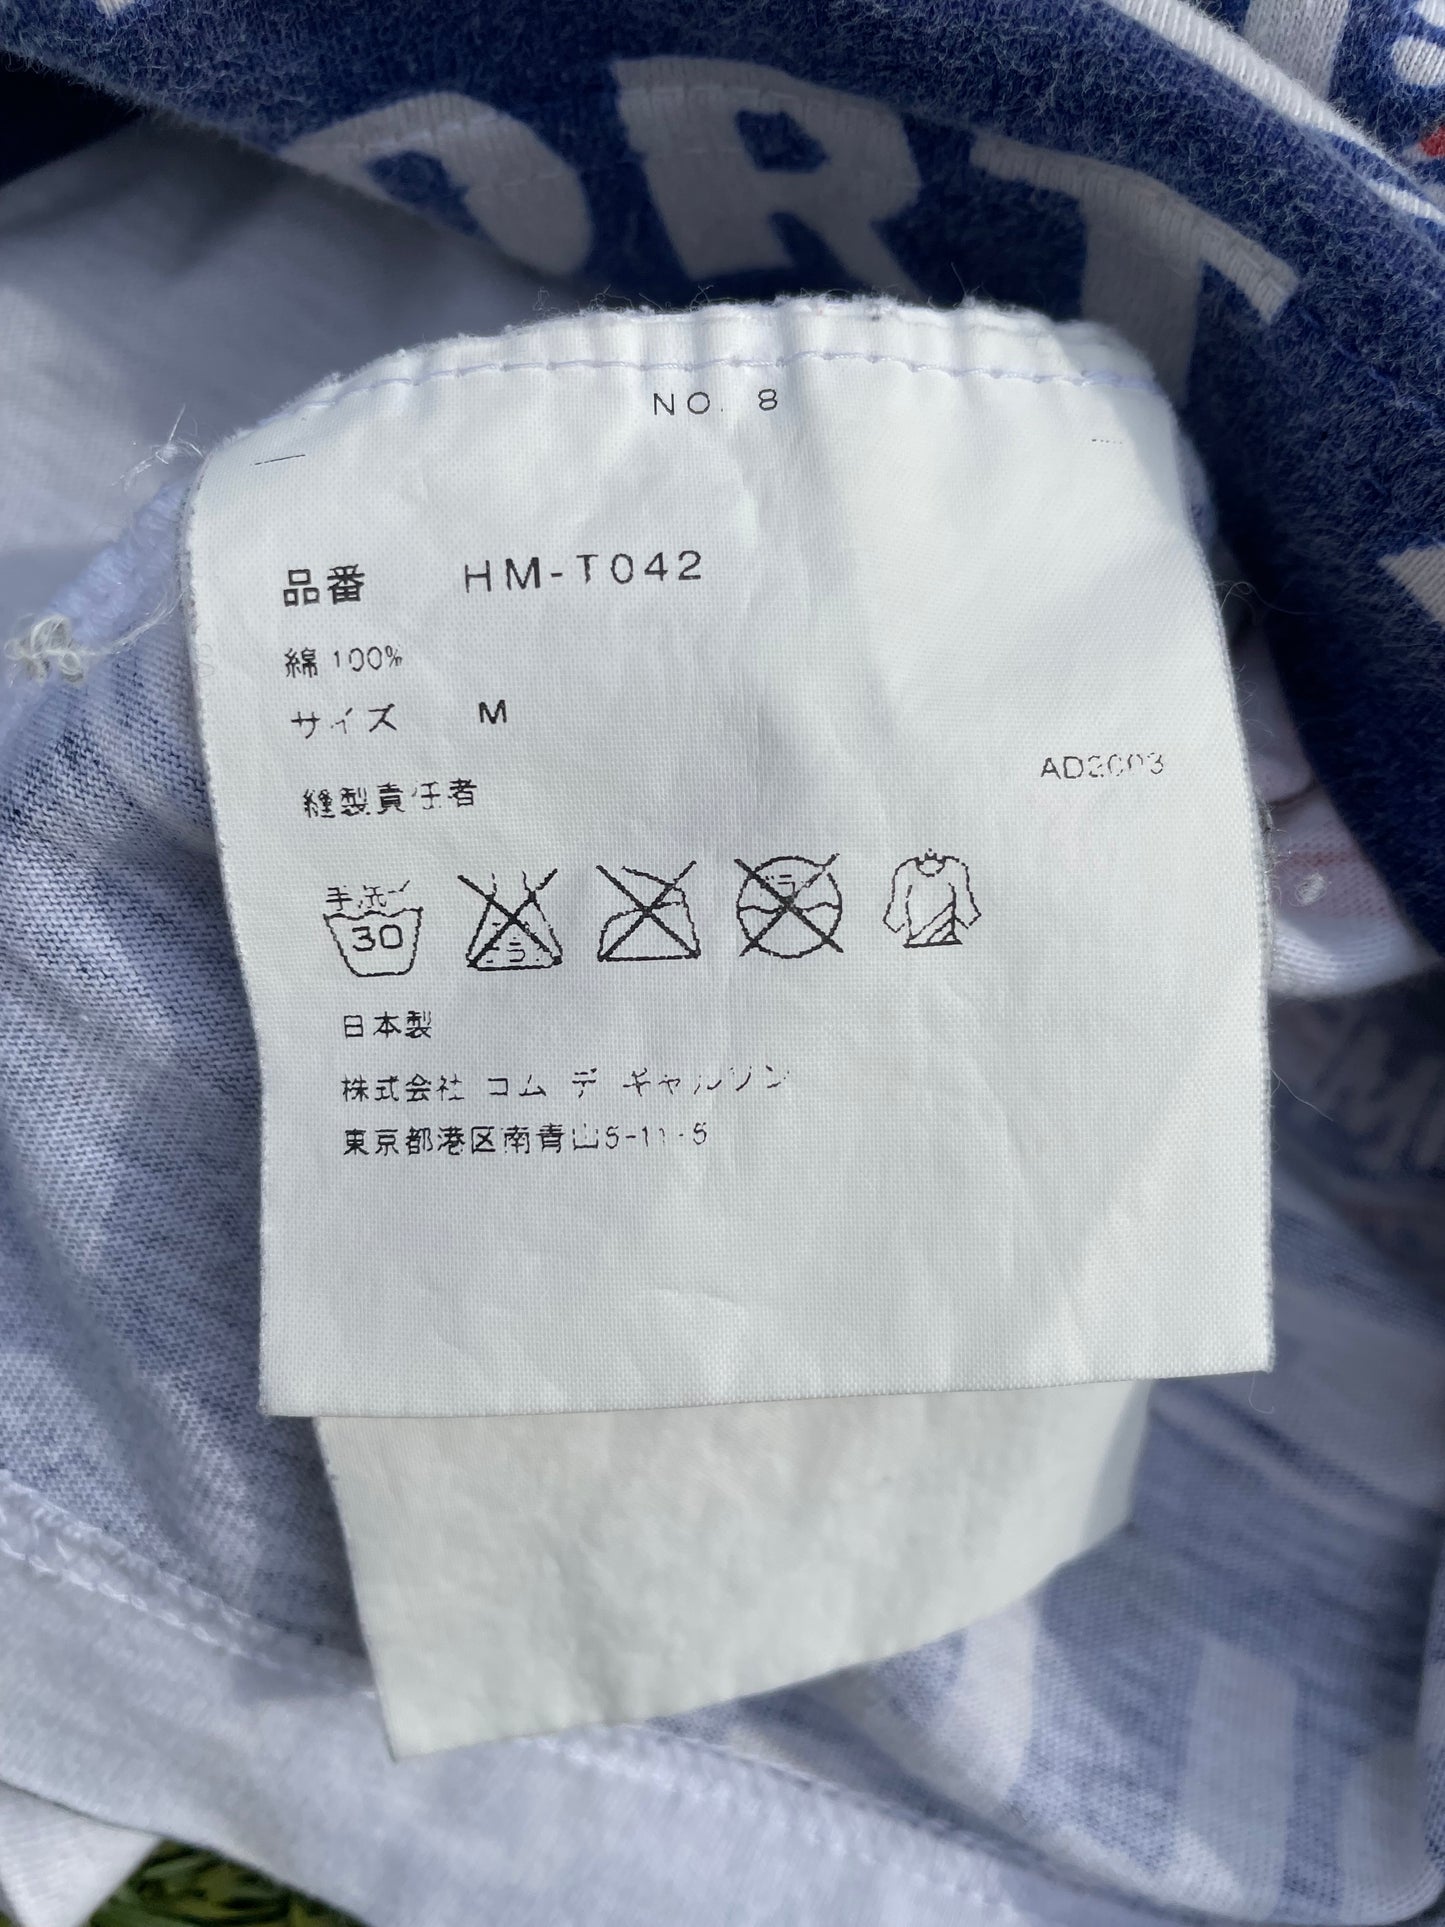 ORT
NO. 8
品番 HM-T042
綿 100%
サイズ M
AD2003
縫製責任者
手洗イ
30
日本製
株式会社 コム デ ギャルソン
東京都港区南青山5-11-5